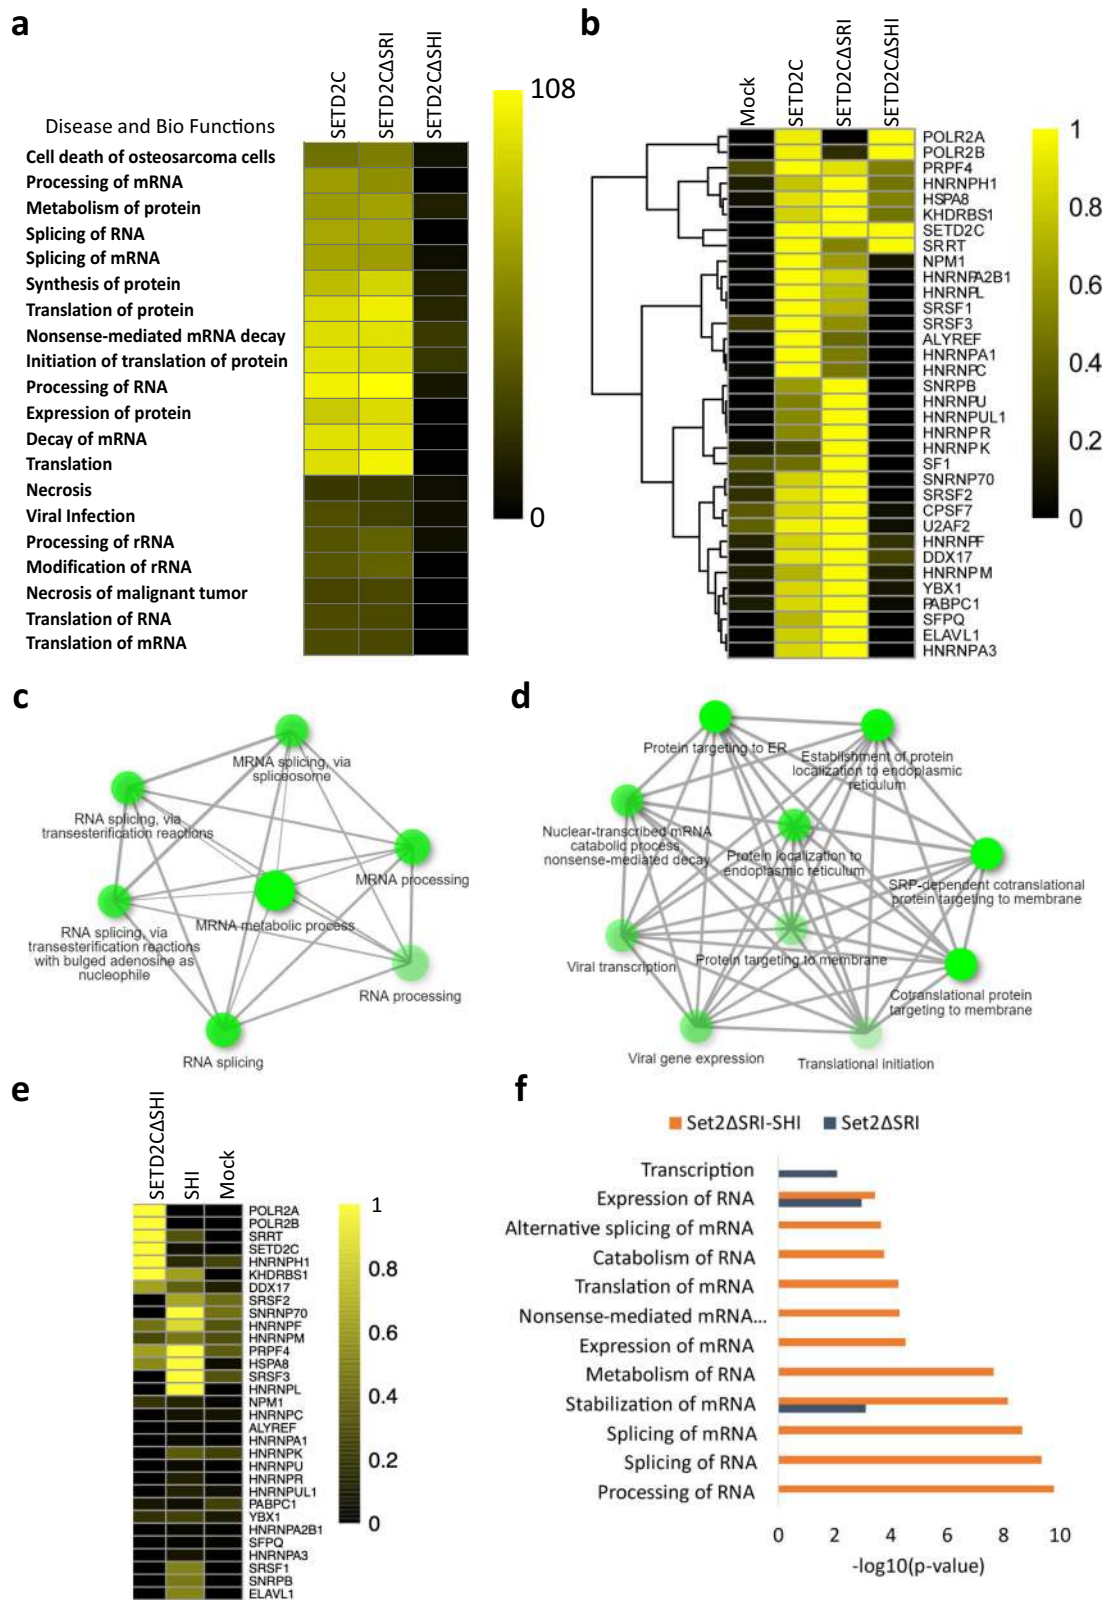 a
SETD2C
SETD2CΔSRI
SETD2CΔSHI
108
0
Disease and Bio Functions
Cell death of osteosarcoma cells
Processing of mRNA
Metabolism of protein
Splicing of RNA
Splicing of mRNA
Synthesis of protein
Translation of protein
Nonsense-mediated mRNA decay
Initiation of translation of protein
Processing of RNA
Expression of protein
Decay of mRNA
Translation
Necrosis
Viral Infection
Processing of rRNA
Modification of rRNA
Necrosis of malignant tumor
Translation of RNA
Translation of mRNA
b
Mock
SETD2C
SETD2CΔSRI
SETD2CΔSHI
POLR2A
POLR2B
PRPF4
HNRNPH1
HSPA8
KHDRBS1
SETD2C
SRRT
NPM1
HNRNPA2B1
HNRNPL
SRSF1
SRSF3
ALYREF
HNRNPA1
HNRNPC
SNRPB
HNRNPU
HNRNPUL1
HNRNPR
HNRNPK
SF1
SNRNP70
SRSF2
CPSF7
U2AF2
HNRNPF
DDX17
HNRNPM
YBX1
PABPC1
SFPQ
ELAVL1
HNRNPA3
1
0.8
0.6
0.4
0.2
0
c
MRNA splicing, via
spliceosome
RNA splicing, via
transesterification reactions
MRNA processing
MRNA metabolic process
RNA splicing, via
transesterification reactions
with bulged adenosine as
nucleophile
RNA processing
RNA splicing
d
Protein targeting to ER
Establishment of protein
localization to endoplasmic
reticulum
Nuclear-transcribed mRNA
catabolic process,
nonsense-mediated decay
Protein localization to
endoplasmic reticulum
SRP-dependent cotranslational
protein targeting to membrane
Viral transcription
Protein targeting to membrane
Cotranslational protein
targeting to membrane
Viral gene expression
Translational initiation
e
SETD2CΔSHI
SHI
Mock
POLR2A
POLR2B
SRRT
SETD2C
HNRNPH1
KHDRBS1
DDX17
SRSF2
SNRNP70
HNRNPF
HNRNPM
PRPF4
HSPA8
SRSF3
HNRNPL
NPM1
HNRNPC
ALYREF
HNRNPA1
HNRNPK
HNRNPU
HNRNPR
HNRNPUL1
PABPC1
YBX1
HNRNPA2B1
SFPQ
HNRNPA3
SRSF1
SNRPB
ELAVL1
1
0.8
0.6
0.4
0.2
0
f
Set2ΔSRI-SHI
Set2ΔSRI
Transcription
Expression of RNA
Alternative splicing of mRNA
Catabolism of RNA
Translation of mRNA
Nonsense-mediated mRNA...
Expression of mRNA
Metabolism of RNA
Stabilization of mRNA
Splicing of mRNA
Splicing of RNA
Processing of RNA
0 2 4 6 8 10
-log10(p-value)